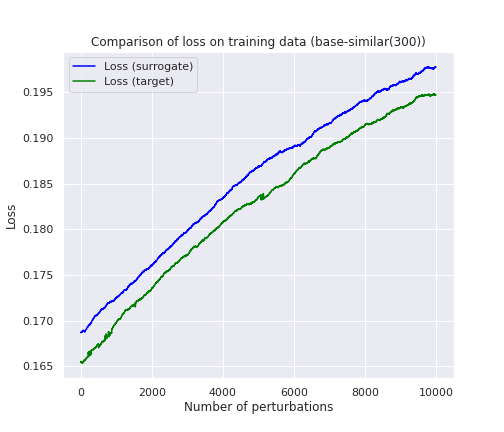 Comparison of loss on training data (base-similar(300))
Loss (surrogate)
Loss (target)
0.195
0.190
0.185
0.180
0.175
0.170
0.165
Loss
0
2000
4000
6000
8000
10000
Number of perturbations